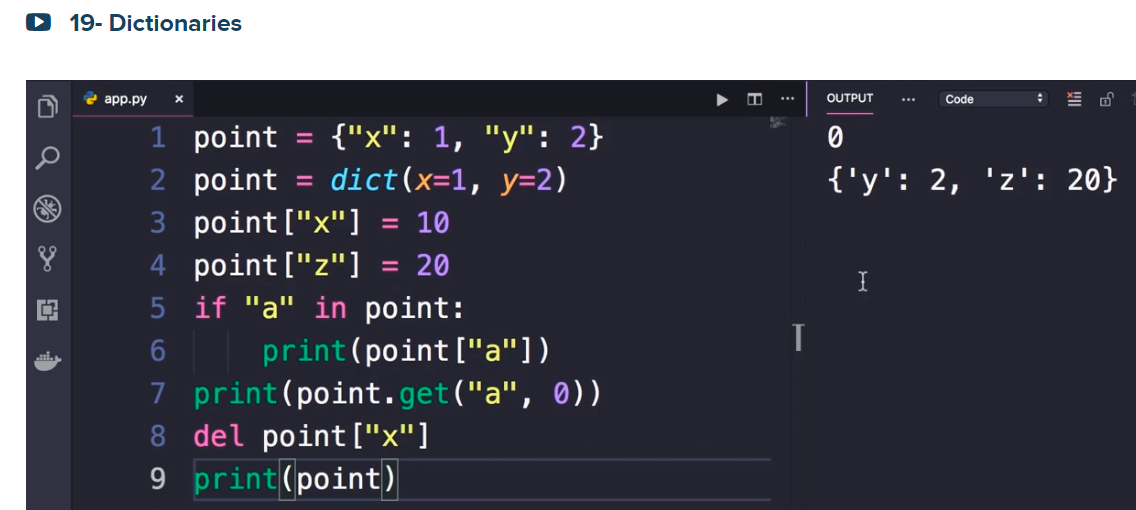 19- Dictionaries
app.py
OUTPUT
Code
1 point = {"x": 1, "y": 2}
2 point = dict(x=1, y=2)
3 point["x"] = 10
4 point["z"] = 20
5 if "a" in point:
6 print(point["a"])
7 print(point.get("a", 0))
8 del point["x"]
9 print(point)
0
{'y': 2, 'z': 20}